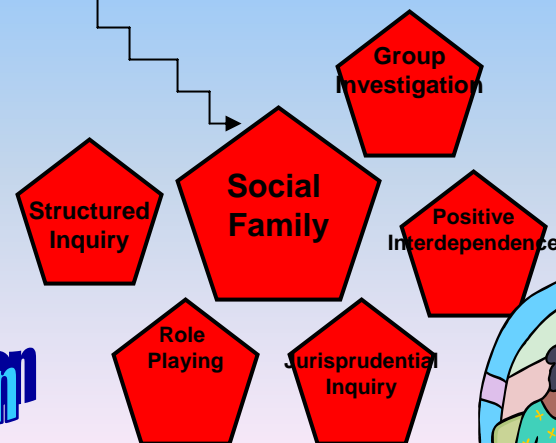 Group
Investigation
Social
Family
Structured
Inquiry
Positive
Interdependence
Role
Playing
Jurisprudential
Inquiry